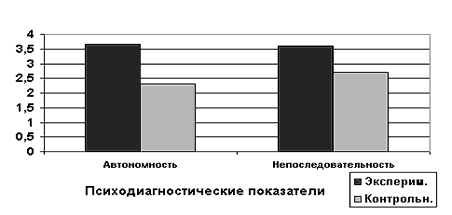 4
3,5
3
2,5
2
1,5
1
0,5
0
Автономность Непоследовательность
Психодиагностические показатели
Эксперим.
Контрольн.